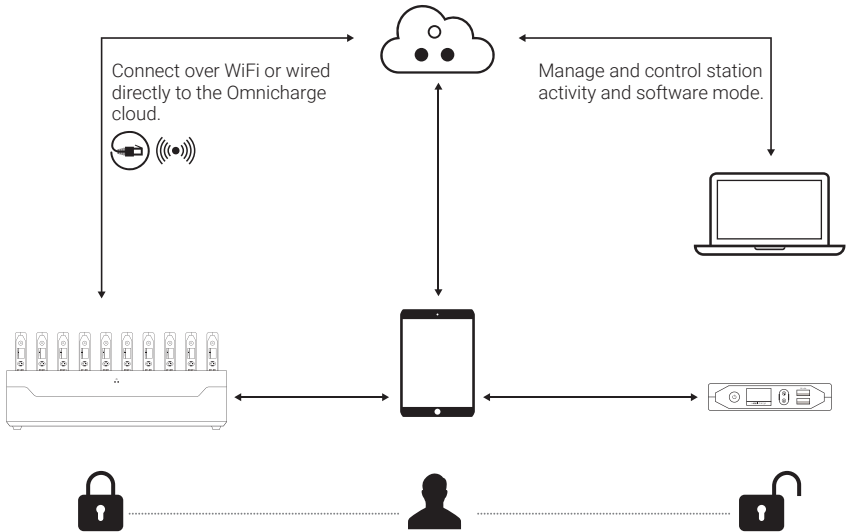 Connect over WiFi or wired
directly to the Omnicharge
cloud.
Manage and control station
activity and software mode.